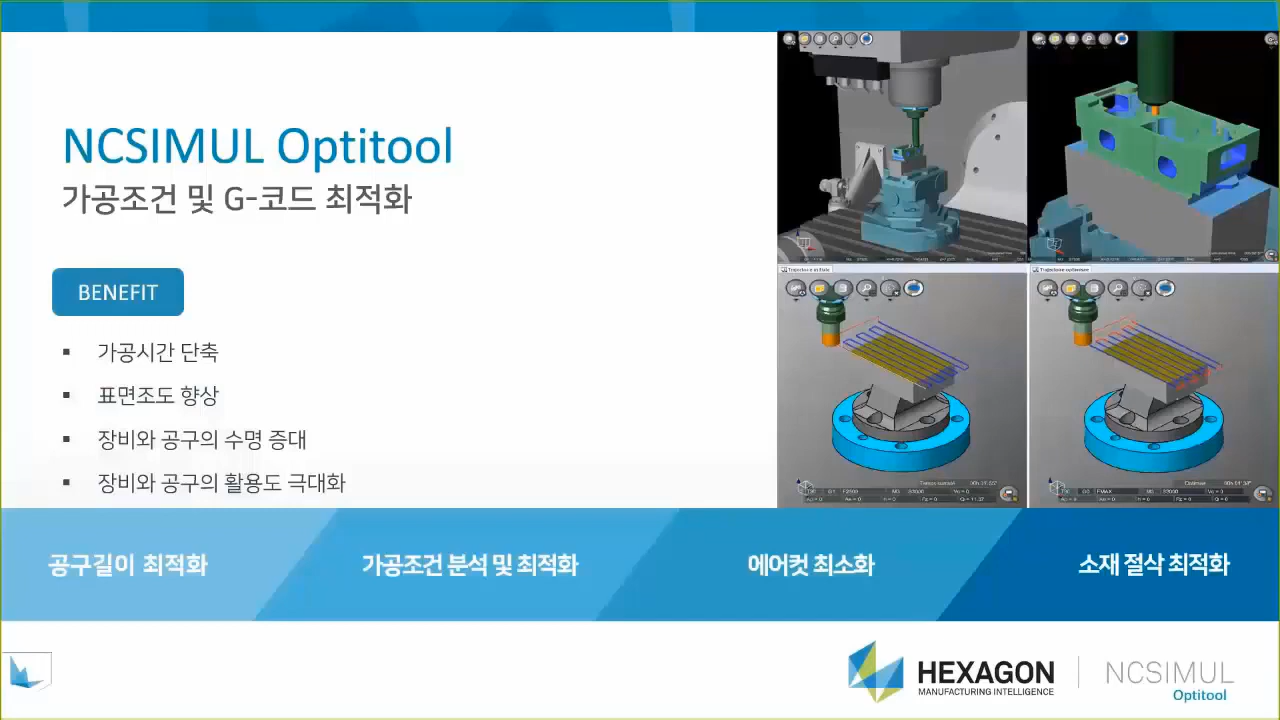 NCSIMUL Optitool
가공조건 및 G-코드 최적화
BENEFIT
▪ 가공시간 단축
▪ 표면조도 향상
▪ 장비와 공구의 수명 증대
▪ 장비와 공구의 활용도 극대화
공구길이 최적화
가공조건 분석 및 최적화
에어컷 최소화
소재 절삭 최적화
HEXAGON
MANUFACTURING INTELLIGENCE
NCSIMUL
Optitool